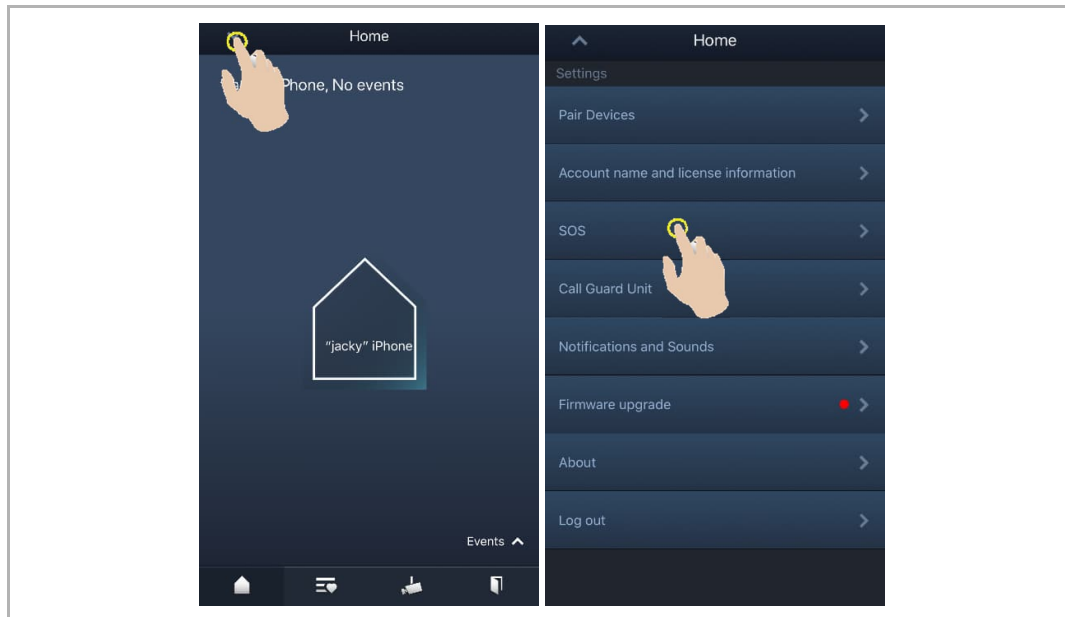 Home
Phone, No events
"jacky" iPhone
Events
Home
Settings
Pair Devices
Account name and license information
SOS
Call Guard Unit
Notifications and Sounds
Firmware upgrade
About
Log out